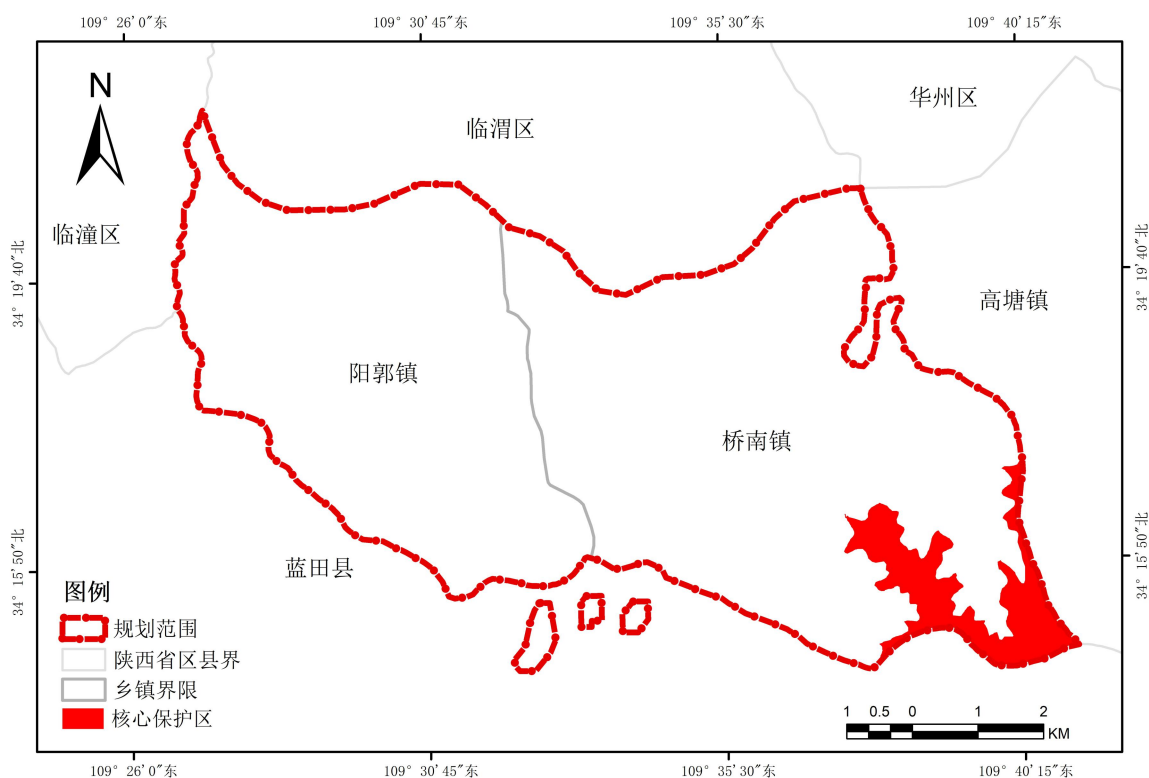 109° 26′0″东
109° 30′45″东
109° 35′30″东
109° 40′15″东
N
华州区
临渭区
临潼区
34° 19′40″北
34° 19′40″北
高塘镇
阳郭镇
桥南镇
34° 15′50″北
34° 15′50″北
蓝田县
图例
规划范围
陕西省区县界
乡镇界限
核心保护区
1 0.5 0 1 2
KM
109° 26′0″东
109° 30′45″东
109° 35′30″东
109° 40′15″东